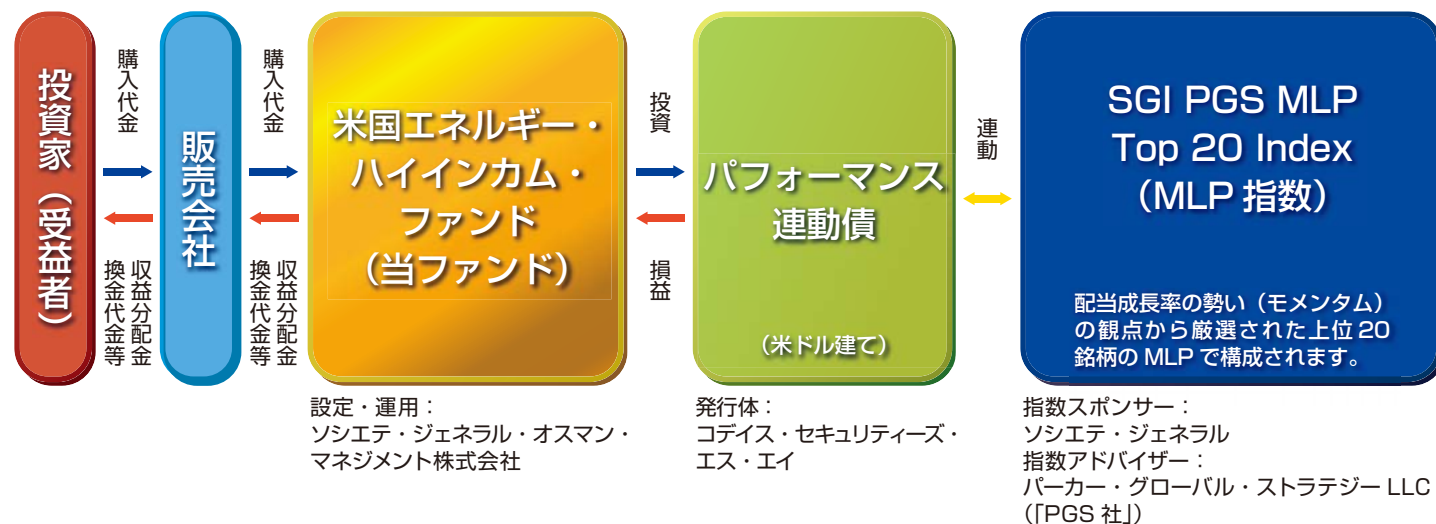 投資家（受益者）
購入代金
収益分配金
換金代金等
販売会社
購入代金
収益分配金
換金代金等
米国エネルギー・
ハイインカム・
ファンド
（当ファンド）
設定・運用：
ソシエテ・ジェネラル・オスマン・
マネジメント株式会社
投資
損益
パフォーマンス
連動債
（米ドル建て）
発行体：
コデイス・セキュリティーズ・
エス・エイ
連動
SGI PGS MLP
Top 20 Index
（MLP 指数）
配当成長率の勢い（モメンタム）
の観点から厳選された上位 20
銘柄の MLP で構成されます。
指数スポンサー：
ソシエテ・ジェネラル
指数アドバイザー：
パーカー・グローバル・ストラテジー LLC
（「PGS 社」）